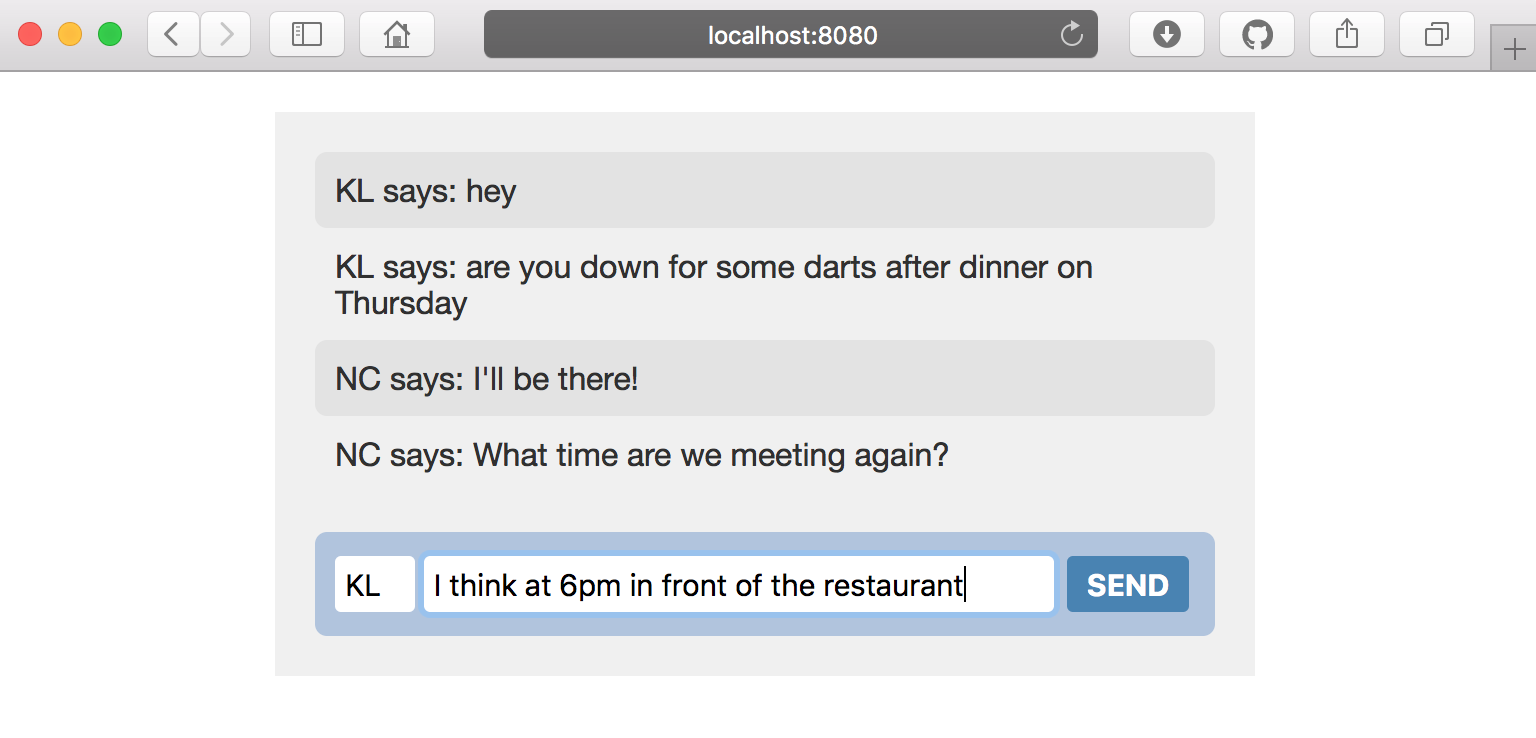 localhost:8080
KL says: hey
KL says: are you down for some darts after dinner on
Thursday
NC says: I'll be there!
NC says: What time are we meeting again?
KL I think at 6pm in front of the restaurant SEND